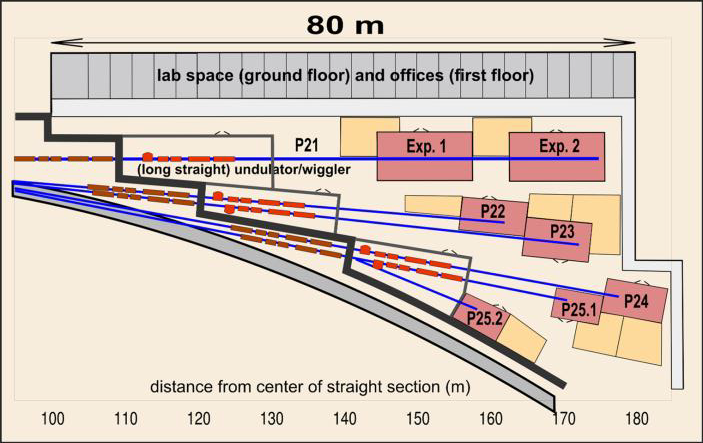 80 m
lab space (ground floor) and offices (first floor)
P21
Exp. 1
Exp. 2
(long straight) undulator/wiggler
P22
P23
P24
P25.1
P25.2
distance from center of straight section (m)
100 110 120 130 140 150 160 170 180